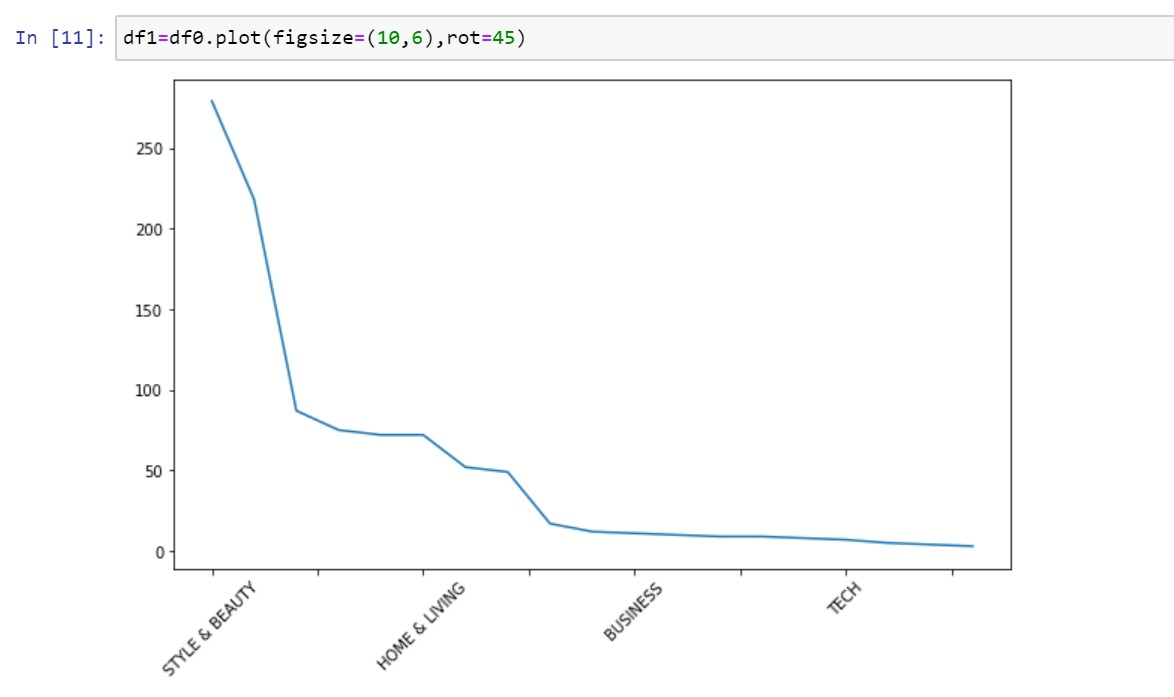 In [11]: df1=df0.plot(figsize=(10,6),rot=45)
250
200
150
100
50
0
STYLE & BEAUTY
HOME & LIVING
BUSINESS
TECH